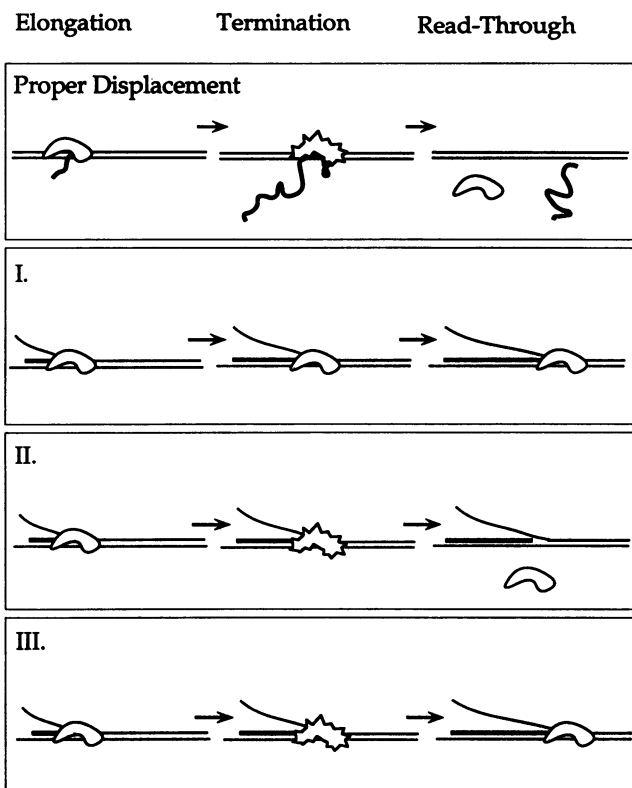 Elongation Termination Read-Through
Proper Displacement
I.
II.
III.